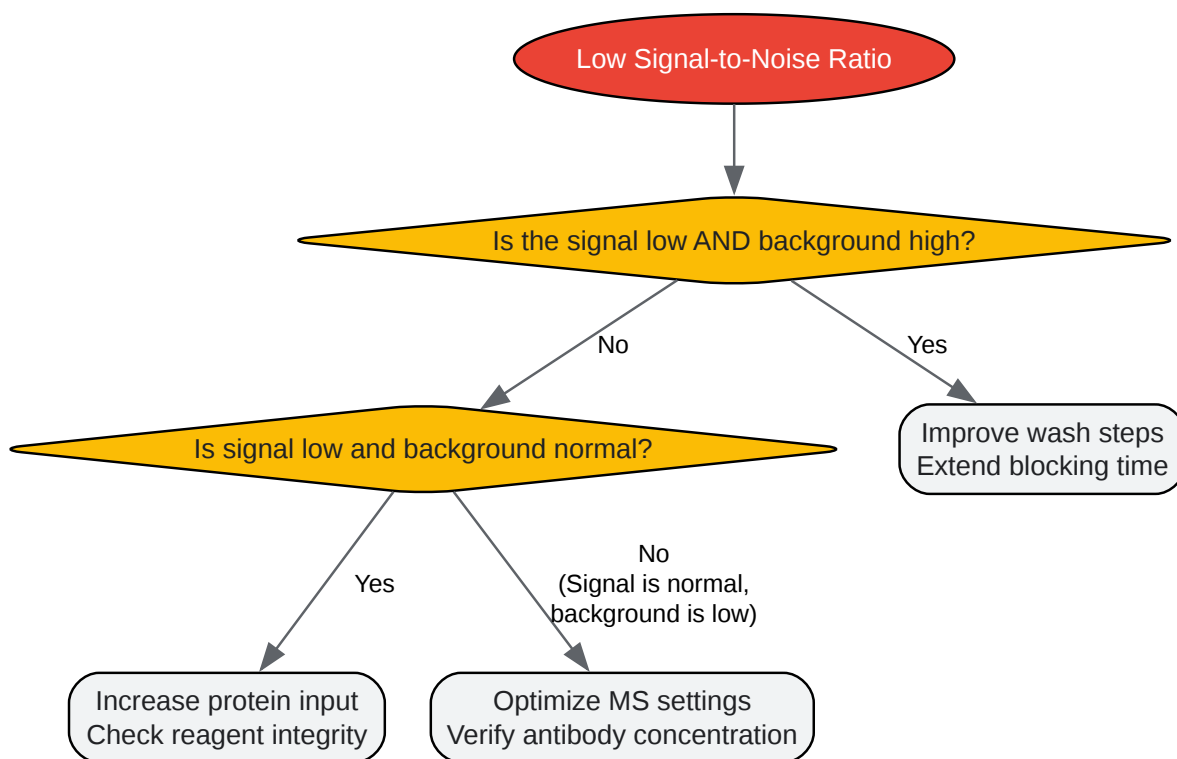 Low Signal-to-Noise Ratio
Is the signal low AND background high?
No
Yes
Is signal low and background normal?
Improve wash steps
Extend blocking time
Yes
No
(Signal is normal,
background is low)
Increase protein input
Check reagent integrity
Optimize MS settings
Verify antibody concentration